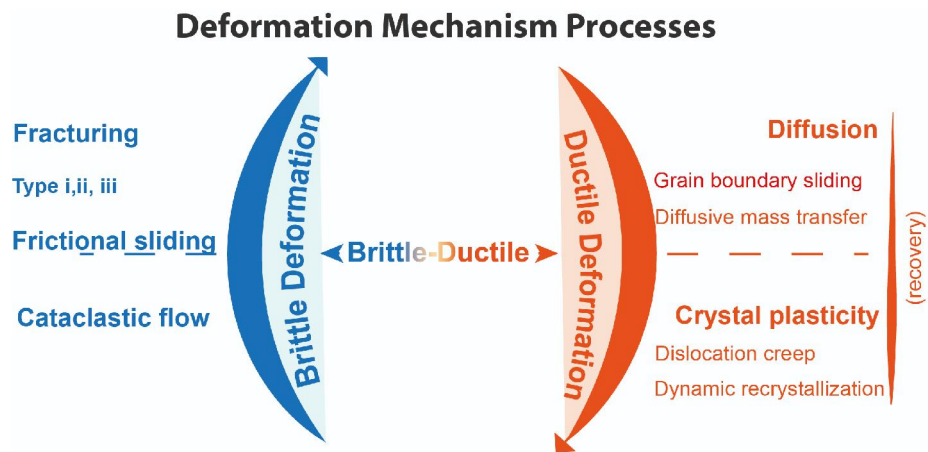 Deformation Mechanism Processes
Fracturing
Type i,ii, iii
Frictional sliding
Cataclastic flow
Brittle Deformation
Brittle-Ductile
Ductile Deformation
Diffusion
Grain boundary sliding
Diffusive mass transfer
Crystal plasticity
Dislocation creep
Dynamic recrystallization
(recovery)